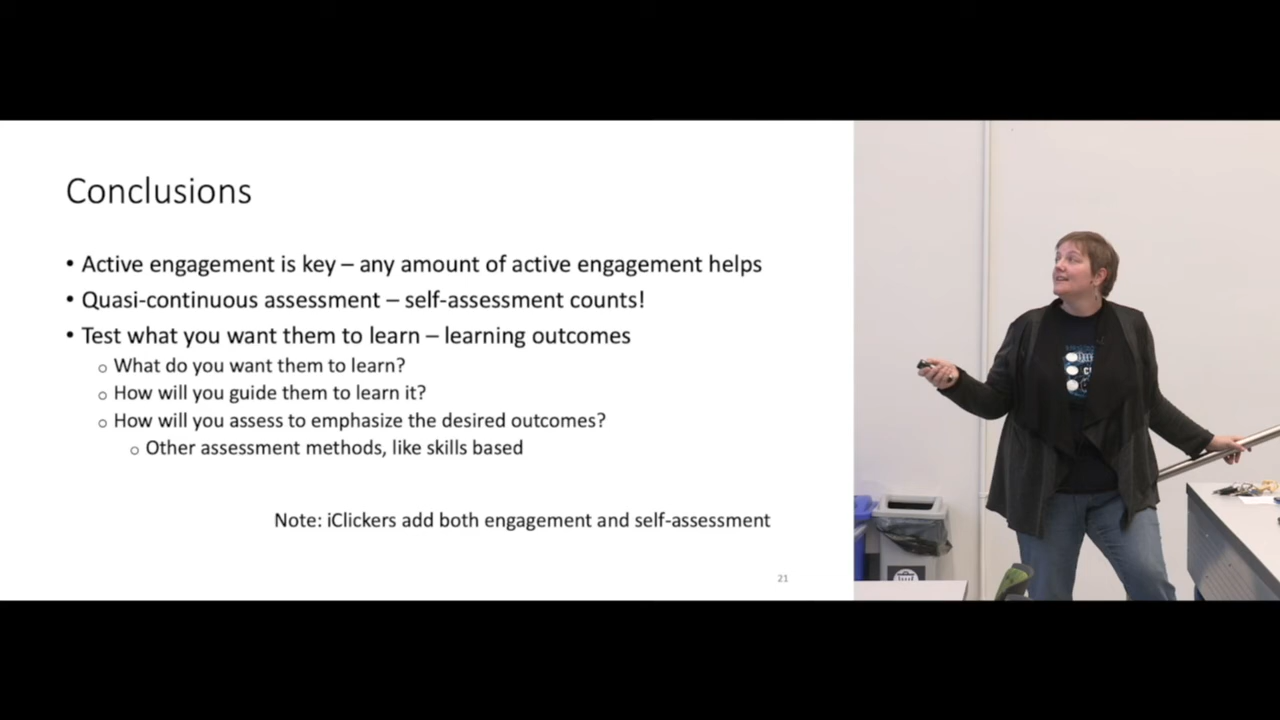 Conclusions
• Active engagement is key – any amount of active engagement helps
• Quasi-continuous assessment – self-assessment counts!
• Test what you want them to learn – learning outcomes
o What do you want them to learn?
o How will you guide them to learn it?
o How will you assess to emphasize the desired outcomes?
o Other assessment methods, like skills based
Note: iClickers add both engagement and self-assessment
21